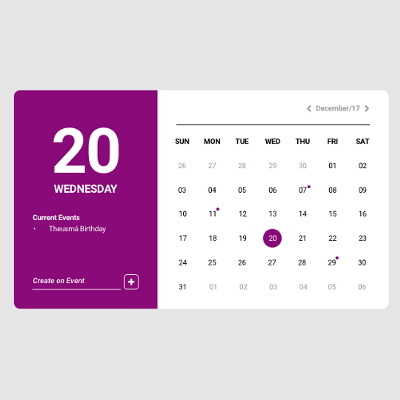 20
WEDNESDAY
Current Events
• Theusmá Birthday
Create on Event
December/17
SUN MON TUE WED THU FRI SAT
26 27 28 29 30 01 02
03 04 05 06 07 08 09
10 11 12 13 14 15 16
17 18 19 20 21 22 23
24 25 26 27 28 29 30
31 01 02 03 04 05 06